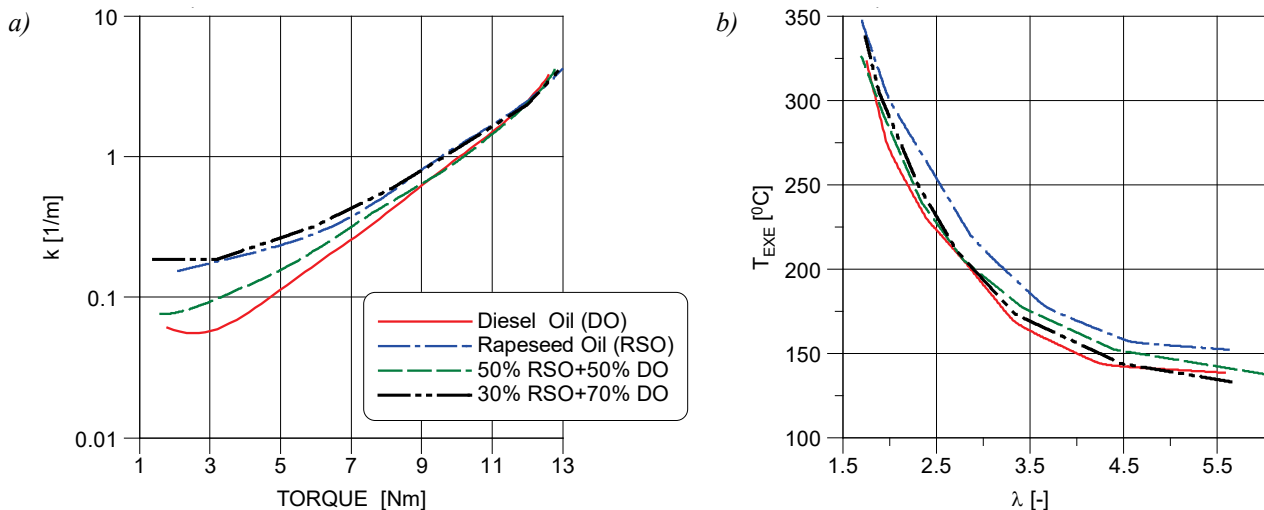 a)
k [1/m]
10
1
0.1
0.01
1 3 5 7 9 11 13
TORQUE [Nm]
Diesel Oil (DO)
Rapeseed Oil (RSO)
50% RSO+50% DO
30% RSO+70% DO
b)
T_EXE [⁰C]
350
300
250
200
150
100
1.5 2.5 3.5 4.5 5.5
λ [-]